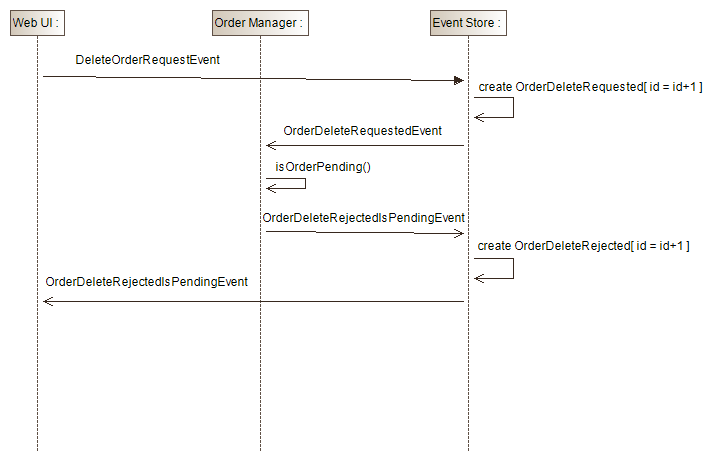 Web UI :
Order Manager :
Event Store :
DeleteOrderRequestEvent
create OrderDeleteRequested[ id = id+1 ]
OrderDeleteRequestedEvent
isOrderPending()
OrderDeleteRejectedIsPendingEvent
create OrderDeleteRejected[ id = id+1 ]
OrderDeleteRejectedIsPendingEvent